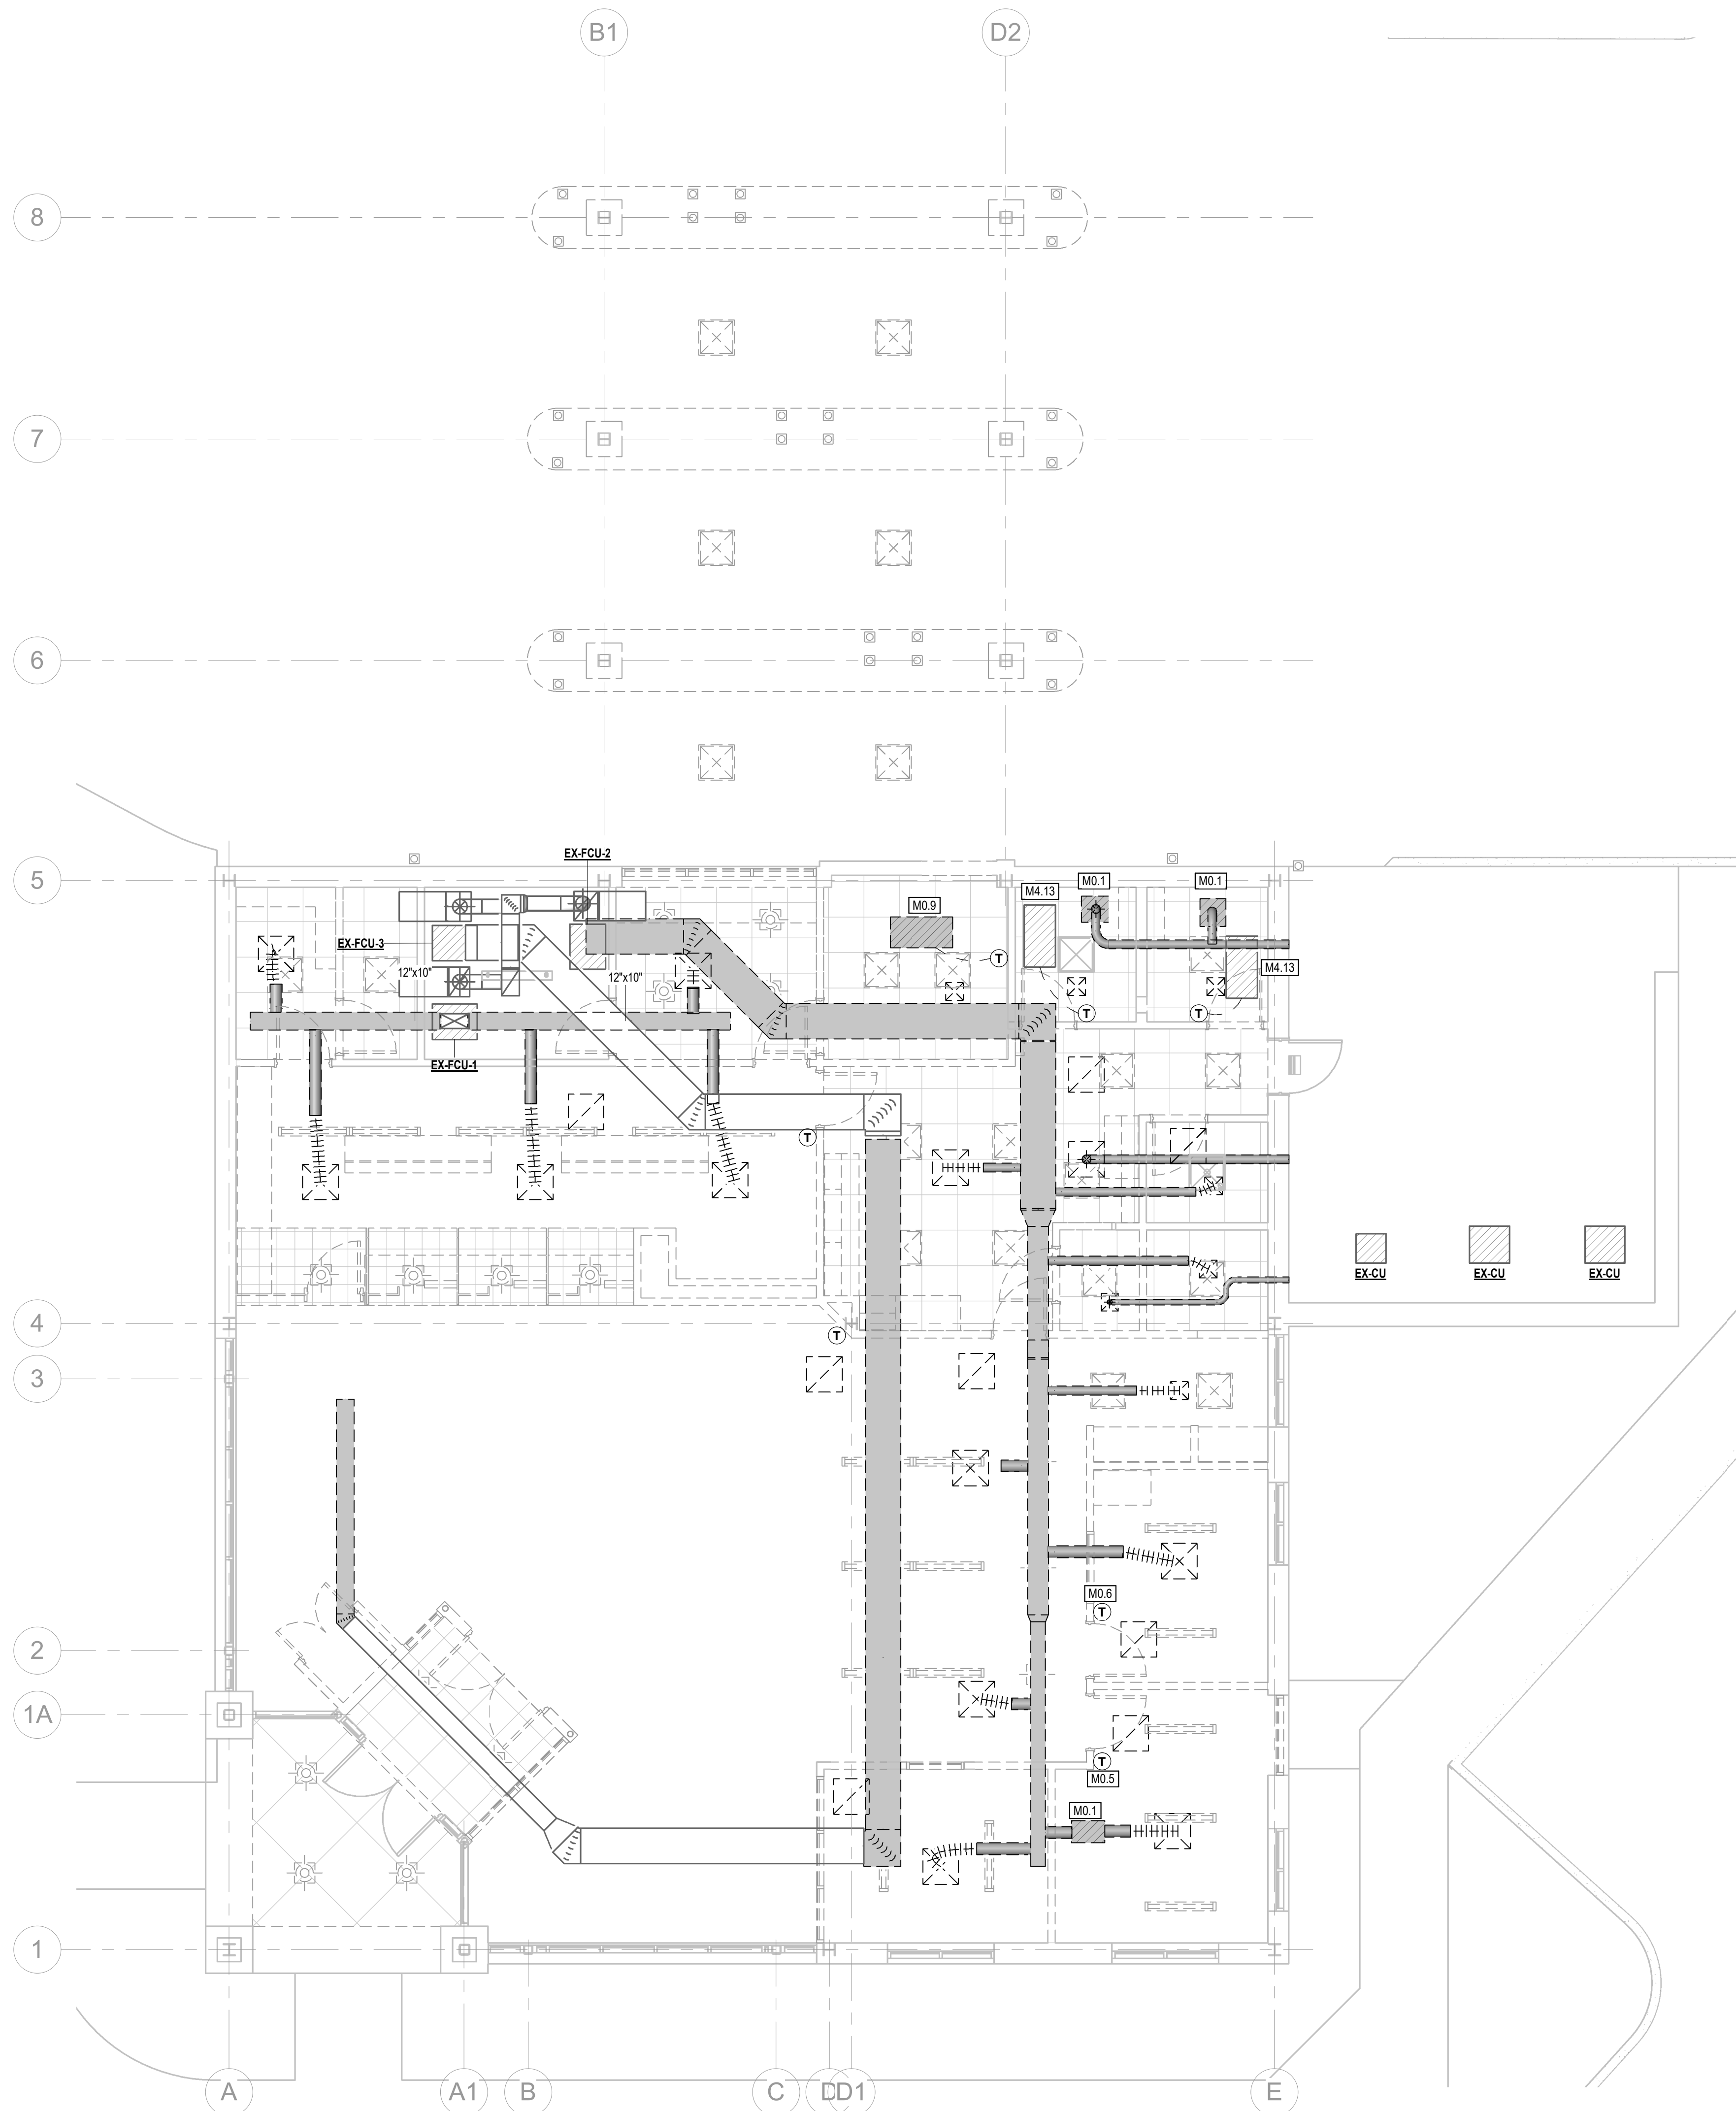 B1
D2
8
7
6
5
EX-FCU-2
M0.1
M0.1
M4.13
M0.9
EX-FCU-3
T
M4.13
12"x10"
12"x10"
T
T
EX-FCU-1
T
EX-CU
EX-CU
EX-CU
4
T
3
M0.6
T
2
1A
T
M0.5
M0.1
1
A
A1
B
C
D
D1
E